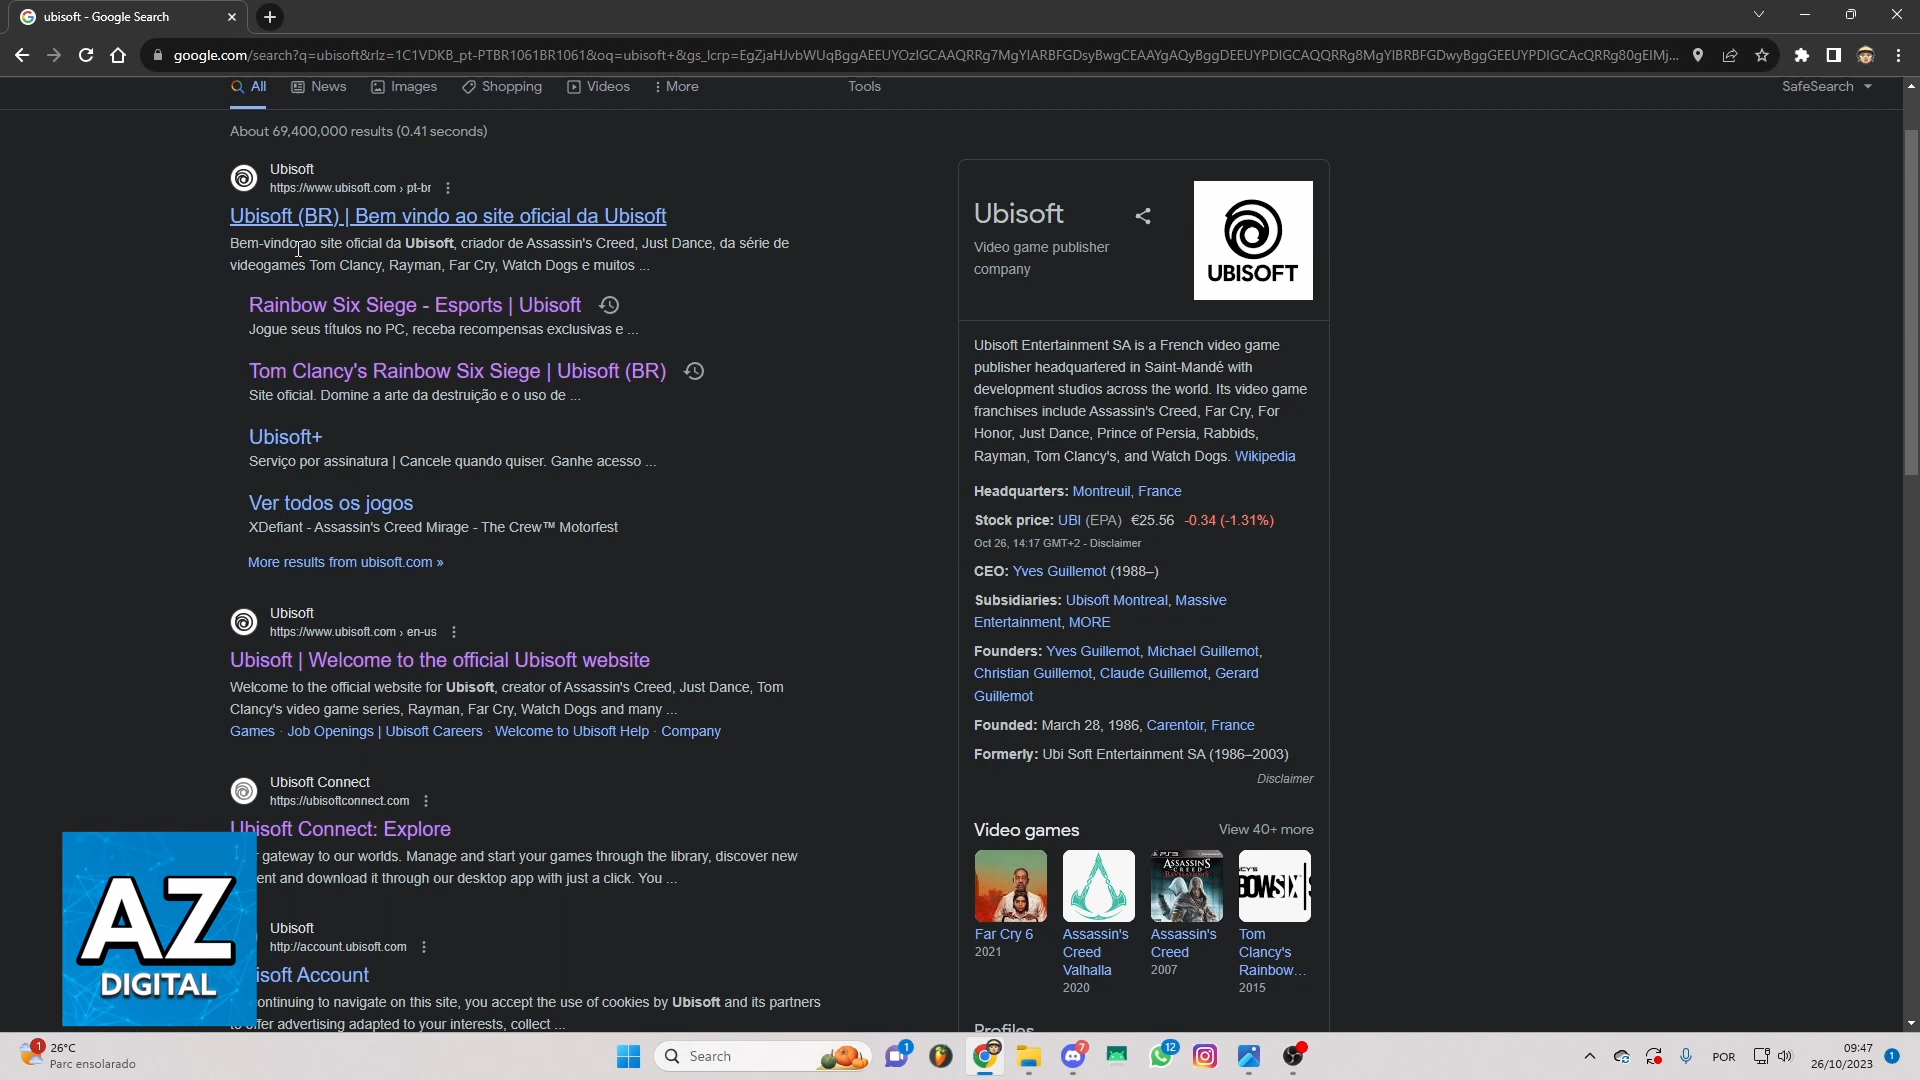 ubisoft - Google Search
google.com/search?q=ubisoft&rlz=1C1VDKB_pt-PTBR1061BR1061&oq=ubisoft+&gs_lcrp=EgZjaHJvbWUqBggAEEUYOzIGCAAQRRg7MgYIARBFGDsyBwgCEAAYgAQyBggDEEUYPDIGCAQQRRg8MgYIBRBFGDwyBggGEEUYPDIGCAcQRRg80gEIMj...
All
News
Images
Shopping
Videos
More
Tools
SafeSearch
About 69,400,000 results (0.41 seconds)
Ubisoft
https://www.ubisoft.com › pt-br
Ubisoft (BR) | Bem vindo ao site oficial da Ubisoft
Bem-vindo ao site oficial da Ubisoft, criador de Assassin's Creed, Just Dance, da série de
videogames Tom Clancy, Rayman, Far Cry, Watch Dogs e muitos ...
Rainbow Six Siege - Esports | Ubisoft
Jogue seus títulos no PC, receba recompensas exclusivas e ...
Tom Clancy's Rainbow Six Siege | Ubisoft (BR)
Site oficial. Domine a arte da destruição e o uso de ...
Ubisoft+
Serviço por assinatura | Cancele quando quiser. Ganhe acesso ...
Ver todos os jogos
XDefiant - Assassin's Creed Mirage - The Crew™ Motorfest
More results from ubisoft.com »
Ubisoft
https://www.ubisoft.com › en-us
Ubisoft | Welcome to the official Ubisoft website
Welcome to the official website for Ubisoft, creator of Assassin's Creed, Just Dance, Tom
Clancy's video game series, Rayman, Far Cry, Watch Dogs and many ...
Games · Job Openings | Ubisoft Careers · Welcome to Ubisoft Help · Company
Ubisoft Connect
https://ubisoftconnect.com
Ubisoft Connect: Explore
gateway to our worlds. Manage and start your games through the library, discover new
ent and download it through our desktop app with just a click. You ...
Ubisoft
http://account.ubisoft.com
isoft Account
ontinuing to navigate on this site, you accept the use of cookies by Ubisoft and its partners
to offer advertising adapted to your interests, collect ...
Ubisoft
Video game publisher
company
UBISOFT
Ubisoft Entertainment SA is a French video game
publisher headquartered in Saint-Mandé with
development studios across the world. Its video game
franchises include Assassin's Creed, Far Cry, For
Honor, Just Dance, Prince of Persia, Rabbids,
Rayman, Tom Clancy's, and Watch Dogs. Wikipedia
Headquarters: Montreuil, France
Stock price: UBI (EPA) €25.56 -0.34 (-1.31%)
Oct 26, 14:17 GMT+2 - Disclaimer
CEO: Yves Guillemot (1988–)
Subsidiaries: Ubisoft Montreal, Massive
Entertainment, MORE
Founders: Yves Guillemot, Michael Guillemot,
Christian Guillemot, Claude Guillemot, Gerard
Guillemot
Founded: March 28, 1986, Carentoir, France
Formerly: Ubi Soft Entertainment SA (1986–2003)
Disclaimer
Video games
View 40+ more
PS3
ASSASSIN'S
CREED
REVELATIONS
NCY'S
BOWSIX
Far Cry 6
2021
Assassin's
Creed
Valhalla
2020
Assassin's
Creed
2007
Tom
Clancy's
Rainbow...
2015
Profiles
AZ
DIGITAL
1
26°C
Parc ensolarado
Search
1
7
12
POR
09:47
26/10/2023
1